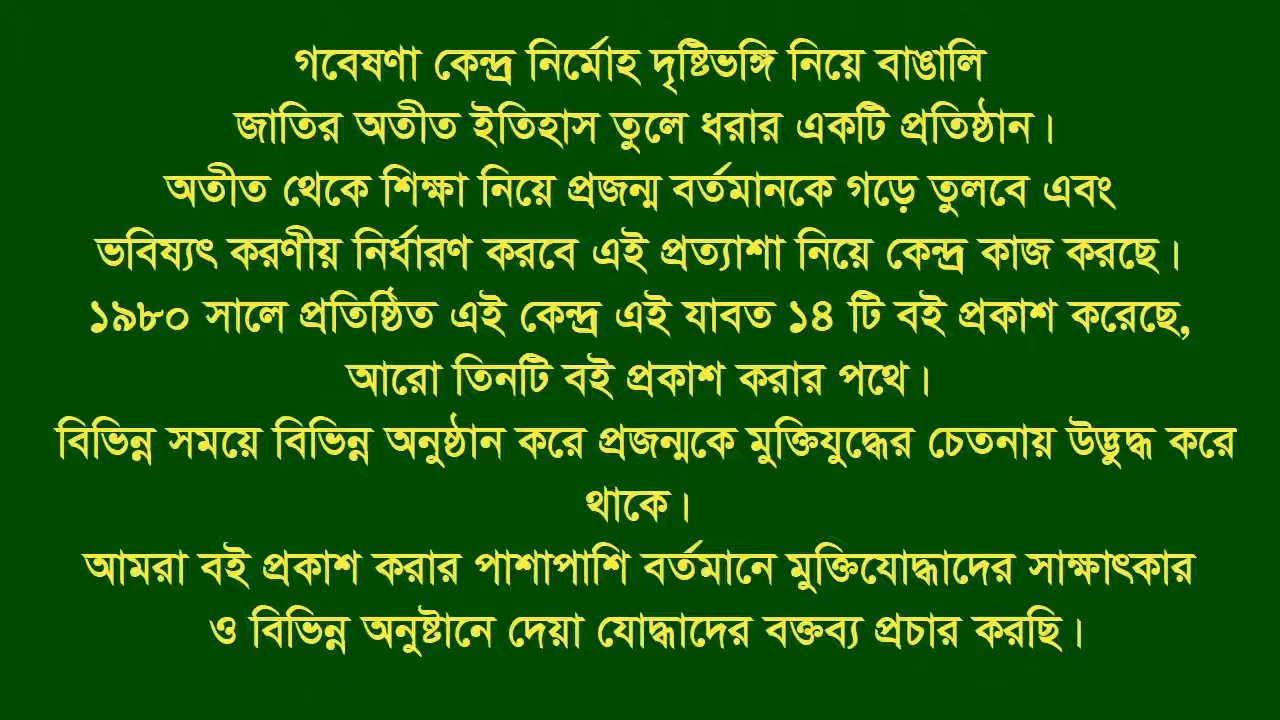 গবেষণা কেন্দ্র নির্মোহ দৃষ্টিভঙ্গি নিয়ে বাঙালি
জাতির অতীত ইতিহাস তুলে ধরার একটি প্রতিষ্ঠান।
অতীত থেকে শিক্ষা নিয়ে প্রজন্ম বর্তমানকে গড়ে তুলবে এবং
ভবিষ্যৎ করণীয় নির্ধারণ করবে এই প্রত্যাশা নিয়ে কেন্দ্র কাজ করছে।
১৯৮০ সালে প্রতিষ্ঠিত এই কেন্দ্র এই যাবত ১৪ টি বই প্রকাশ করেছে,
আরো তিনটি বই প্রকাশ করার পথে।
বিভিন্ন সময়ে বিভিন্ন অনুষ্ঠান করে প্রজন্মকে মুক্তিযুদ্ধের চেতনায় উদ্ভুদ্ধ করে
থাকে।
আমরা বই প্রকাশ করার পাশাপাশি বর্তমানে মুক্তিযোদ্ধাদের সাক্ষাৎকার
ও বিভিন্ন অনুষ্টানে দেয়া যোদ্ধাদের বক্তব্য প্রচার করছি।